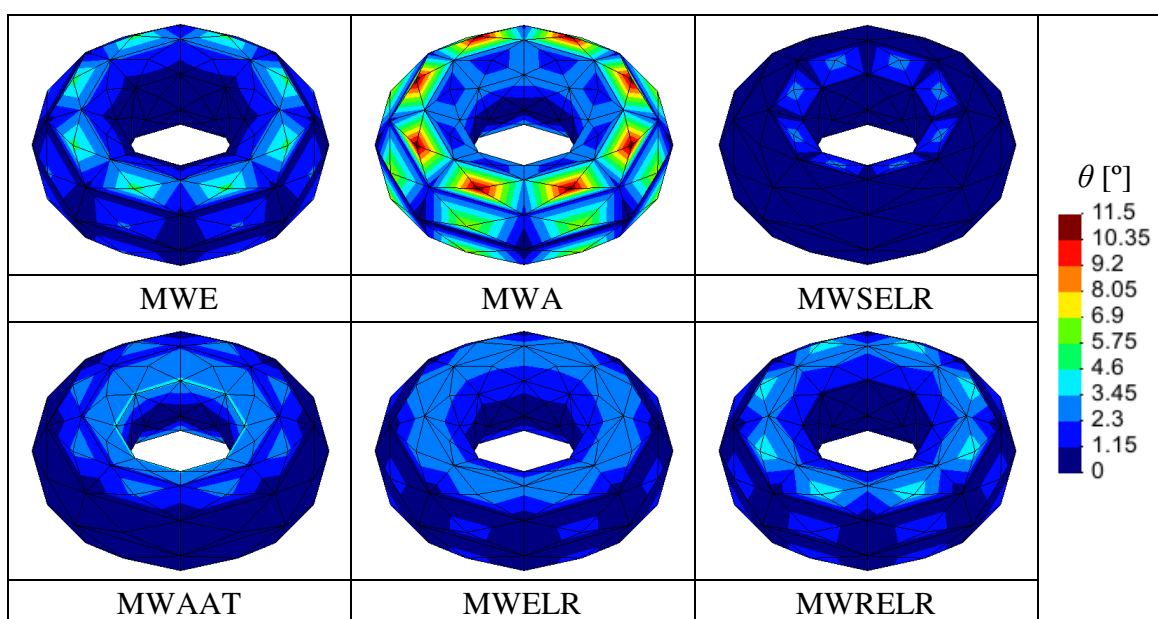 MWE
MWA
MWSELR
θ [º]
11.5
10.35
9.2
8.05
6.9
5.75
4.6
3.45
2.3
1.15
0
MWAAT
MWELR
MWRELR